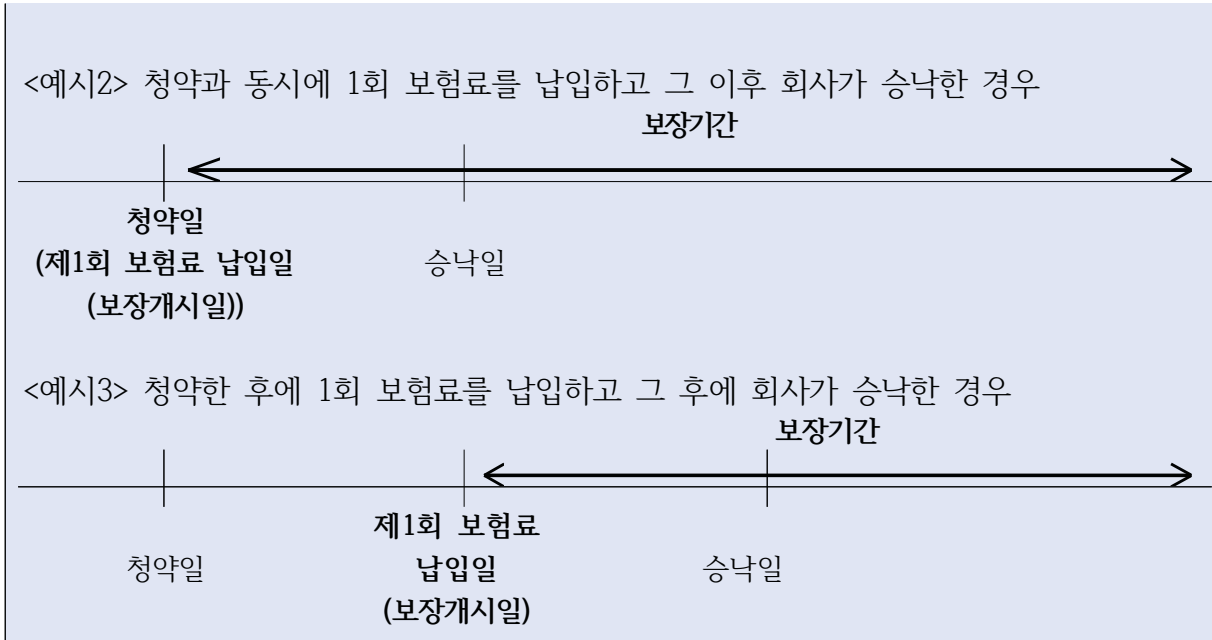 <예시2> 청약과 동시에 1회 보험료를 납입하고 그 이후 회사가 승낙한 경우
보장기간
청약일
(제1회 보험료 납입일 승낙일
(보장개시일))
<예시3> 청약한 후에 1회 보험료를 납입하고 그 후에 회사가 승낙한 경우
보장기간
제1회 보험료
청약일 납입일 승낙일
(보장개시일)